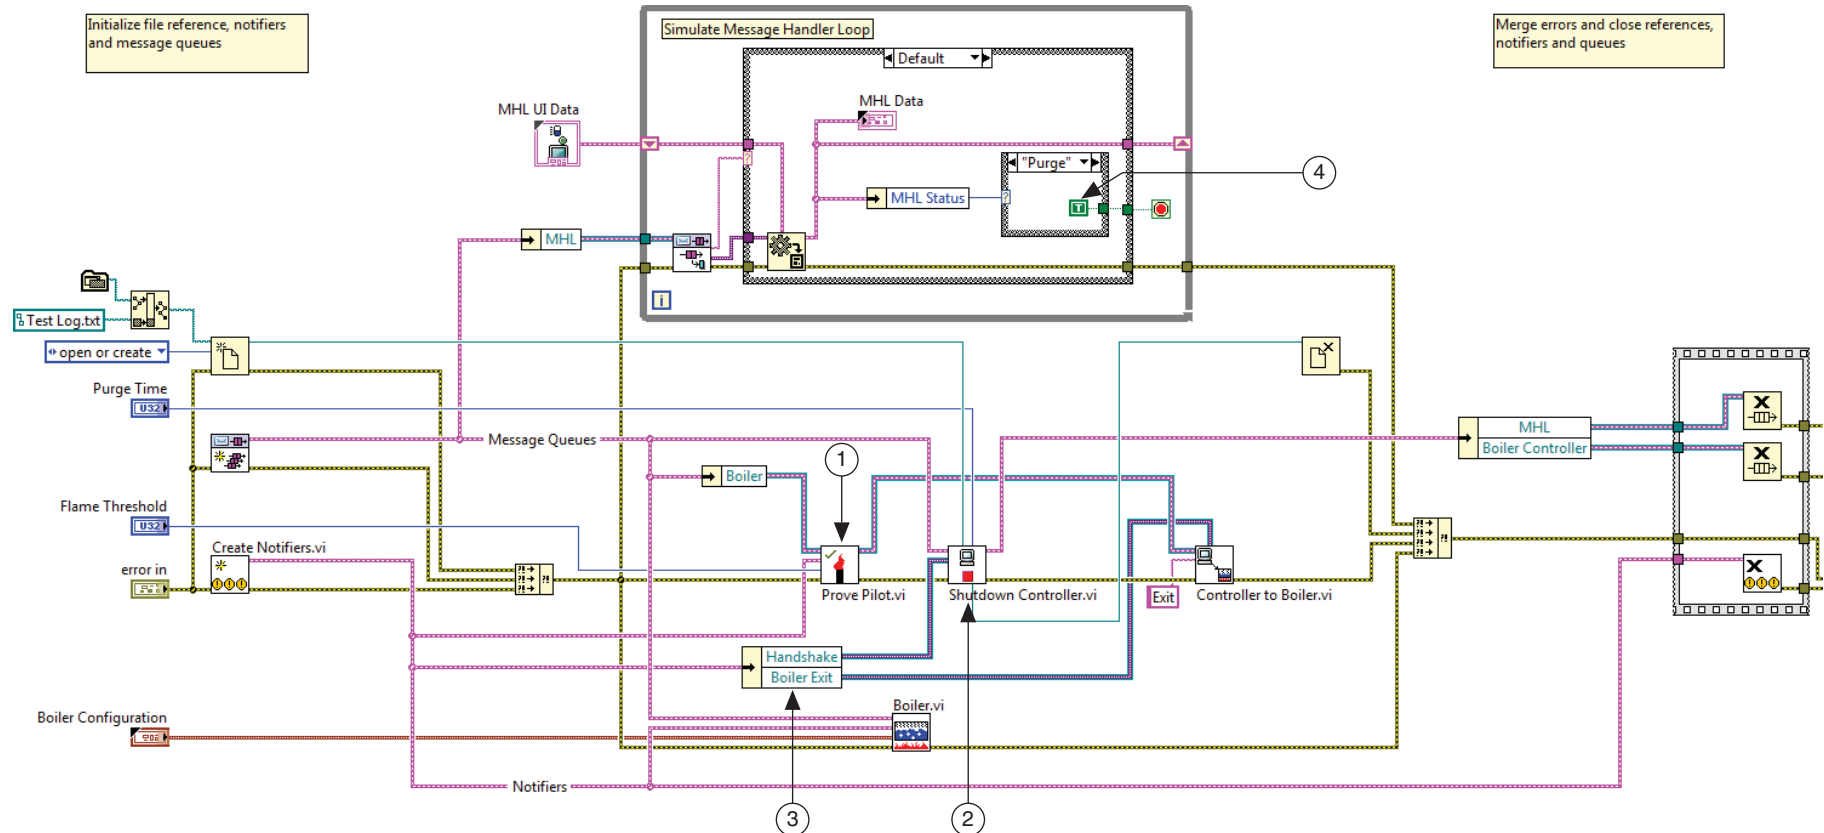 Initialize file reference, notifiers
and message queues
Simulate Message Handler Loop
Merge errors and close references,
notifiers and queues
Default
MHL UI Data
MHL Data
"Purge"
4
MHL Status
T
MHL
i
Test Log.txt
open or create
Purge Time
U32
Message Queues
MHL
Boiler Controller
1
Boiler
Flame Threshold
U32
Create Notifiers.vi
error in
Prove Pilot.vi
Shutdown Controller.vi
Exit
Controller to Boiler.vi
Handshake
Boiler Exit
Boiler.vi
Boiler Configuration
Notifiers
3
2